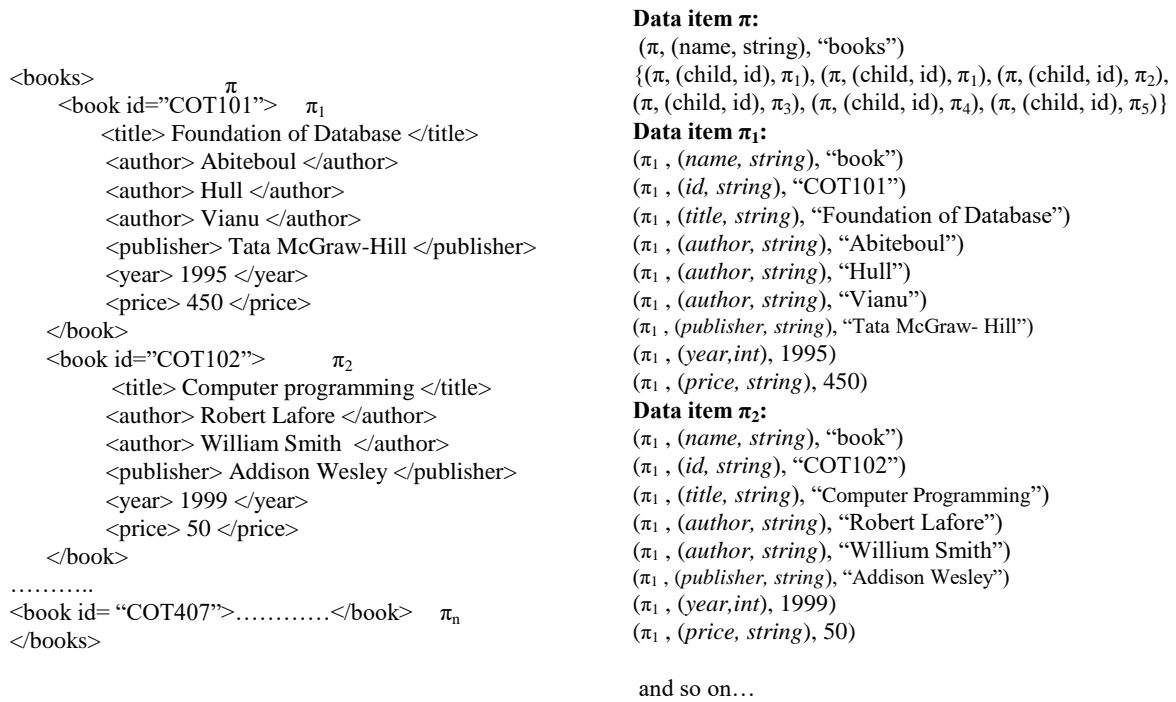 <books>
π
<book id=”COT101”> π₁
<title> Foundation of Database </title>
<author> Abiteboul </author>
<author> Hull </author>
<author> Vianu </author>
<publisher> Tata McGraw-Hill </publisher>
<year> 1995 </year>
<price> 450 </price>
</book>
<book id=”COT102”> π₂
<title> Computer programming </title>
<author> Robert Lafore </author>
<author> William Smith </author>
<publisher> Addison Wesley </publisher>
<year> 1999 </year>
<price> 50 </price>
</book>
………..
<book id= “COT407”>…………</book> πₙ
</books>
Data item π:
(π, (name, string), “books”)
{(π, (child, id), π₁), (π, (child, id), π₁), (π, (child, id), π₂),
(π, (child, id), π₃), (π, (child, id), π₄), (π, (child, id), π₅)}
Data item π₁:
(π₁ , (name, string), “book”)
(π₁ , (id, string), “COT101”)
(π₁ , (title, string), “Foundation of Database”)
(π₁ , (author, string), “Abiteboul”)
(π₁ , (author, string), “Hull”)
(π₁ , (author, string), “Vianu”)
(π₁ , (publisher, string), “Tata McGraw- Hill”)
(π₁ , (year,int), 1995)
(π₁ , (price, string), 450)
Data item π₂:
(π₁ , (name, string), “book”)
(π₁ , (id, string), “COT102”)
(π₁ , (title, string), “Computer Programming”)
(π₁ , (author, string), “Robert Lafore”)
(π₁ , (author, string), “Willium Smith”)
(π₁ , (publisher, string), “Addison Wesley”)
(π₁ , (year,int), 1999)
(π₁ , (price, string), 50)
and so on…